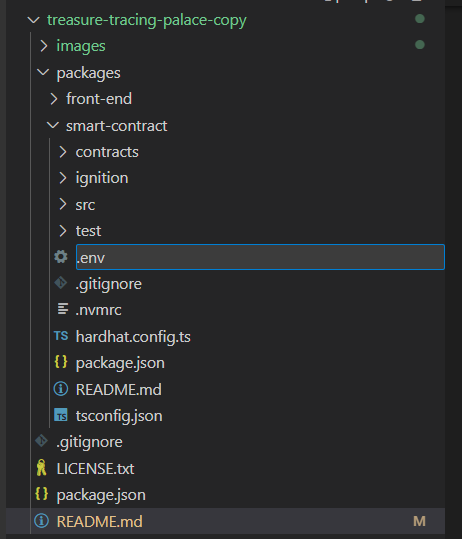 treasure-tracing-palace-copy
images
packages
front-end
smart-contract
contracts
ignition
src
test
.env
.gitignore
.nvmrc
TS hardhat.config.ts
{} package.json
README.md
TS tsconfig.json
.gitignore
LICENSE.txt
{} package.json
README.md M